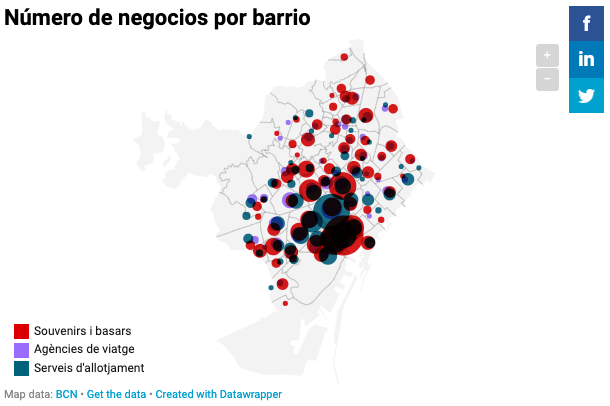 Número de negocios por barrio
f
in
+
−
Souvenirs i basars
Agències de viatge
Serveis d'allotjament
Map data: BCN • Get the data • Created with Datawrapper